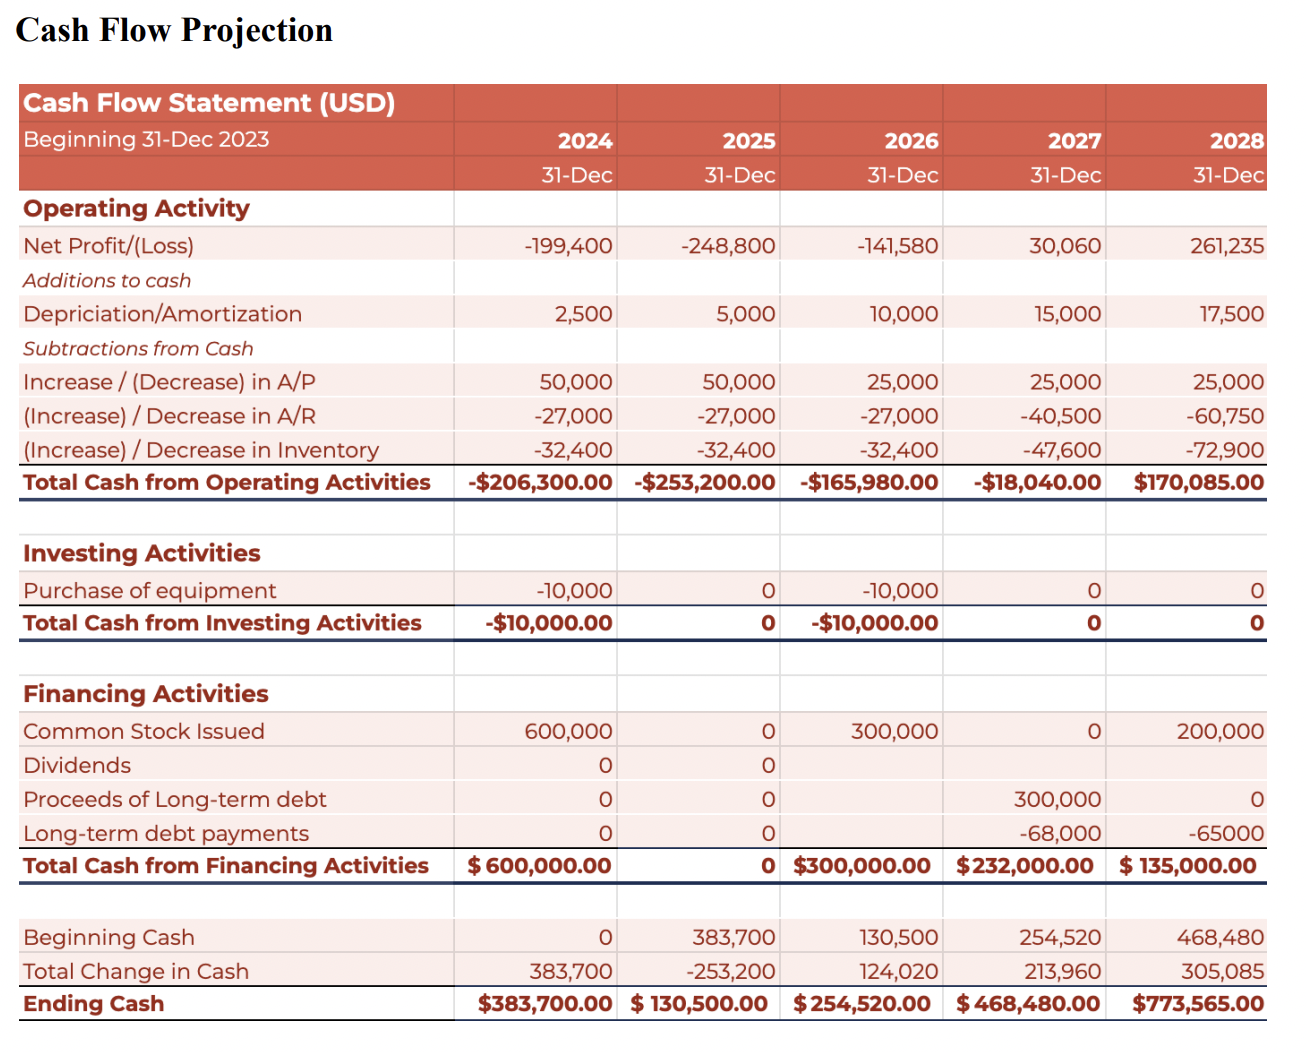 Cash Flow Projection
Cash Flow Statement (USD)
Beginning 31-Dec 2023 2024 2025 2026 2027 2028
31-Dec 31-Dec 31-Dec 31-Dec 31-Dec
Operating Activity
Net Profit/(Loss) -199,400 -248,800 -141,580 30,060 261,235
Additions to cash
Depriciation/Amortization 2,500 5,000 10,000 15,000 17,500
Subtractions from Cash
Increase / (Decrease) in A/P 50,000 50,000 25,000 25,000 25,000
(Increase) / Decrease in A/R -27,000 -27,000 -27,000 -40,500 -60,750
(Increase) / Decrease in Inventory -32,400 -32,400 -32,400 -47,600 -72,900
Total Cash from Operating Activities -$206,300.00 -$253,200.00 -$165,980.00 -$18,040.00 $170,085.00
Investing Activities
Purchase of equipment -10,000 0 -10,000 0 0
Total Cash from Investing Activities -$10,000.00 0 -$10,000.00 0 0
Financing Activities
Common Stock Issued 600,000 0 300,000 0 200,000
Dividends 0 0
Proceeds of Long-term debt 0 0 300,000 0
Long-term debt payments 0 0 -68,000 -65000
Total Cash from Financing Activities $ 600,000.00 0 $300,000.00 $232,000.00 $ 135,000.00
Beginning Cash 0 383,700 130,500 254,520 468,480
Total Change in Cash 383,700 -253,200 124,020 213,960 305,085
Ending Cash $383,700.00 $ 130,500.00 $ 254,520.00 $ 468,480.00 $773,565.00